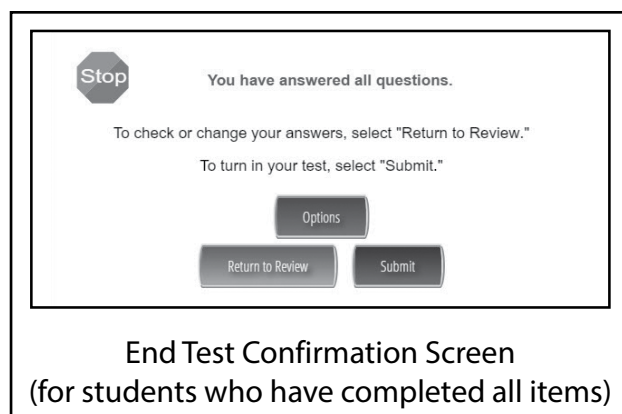 Stop
You have answered all questions.
To check or change your answers, select "Return to Review."
To turn in your test, select "Submit."
Options
Return to Review Submit
End Test Confirmation Screen
(for students who have completed all items)